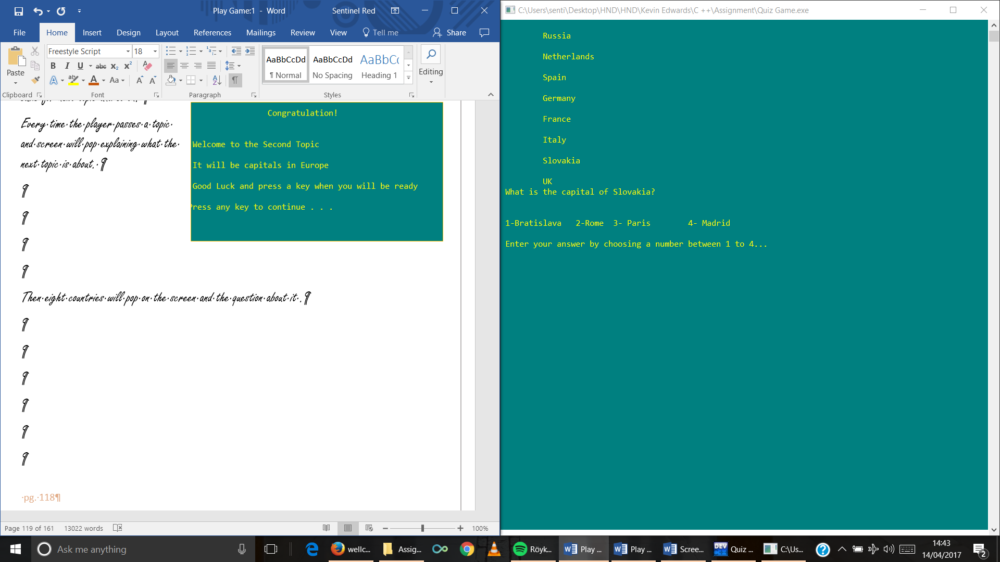 Play Game:1 - Word
Sentinel Red
File Home Insert Design Layout References Mailings Review View Tell me Share
Paste
Freestyle Script 18
AaBbCcDd AaBbCcDd AaBbCc
¶ Normal No Spacing Heading 1
Editing
Clipboard Font Paragraph Styles
Every time the player passes a topic
and screen will pop explaining what the
next topic is about. ¶
Congratulation!
Welcome to the Second Topic
It will be capitals in Europe
Good Luck and press a key when you will be ready
Press any key to continue . . .
¶
¶
¶
¶
Then eight countries will pop on the screen and the question about it .¶
¶
¶
¶
¶
¶
¶
pg. 118¶
Page 119 of 161 13022 words 100%
C:\Users\senti\Desktop\HND\HND\Kevin Edwards\C ++\Assignment\Quiz Game.exe
Russia
Netherlands
Spain
Germany
France
Italy
Slovakia
UK
What is the capital of Slovakia?
1-Bratislava 2-Rome 3- Paris 4- Madrid
Enter your answer by choosing a number between 1 to 4...
Ask me anything
wellc...
Assig...
Röyk...
Play ...
Play ...
Scree...
DEV Quiz ...
C:\Us...
14:43
14/04/2017
2